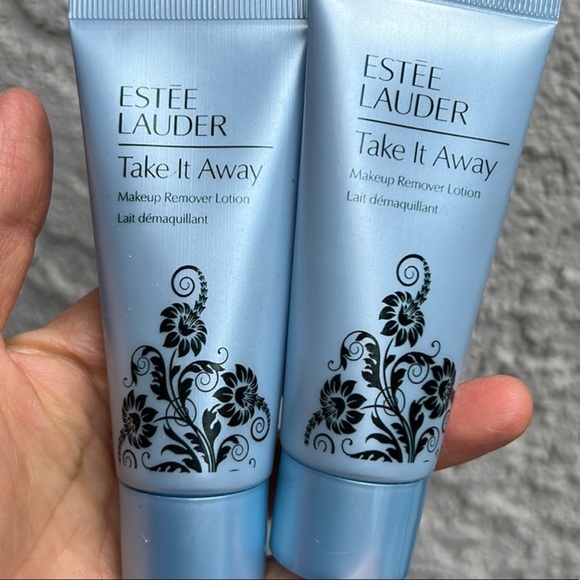 ESTĒE
LAUDER
Take It Away
Makeup Remover Lotion
Lait démaquillant
ESTĒE
LAUDER
Take It Away
Makeup Remover Lotion
Lait démaquillant